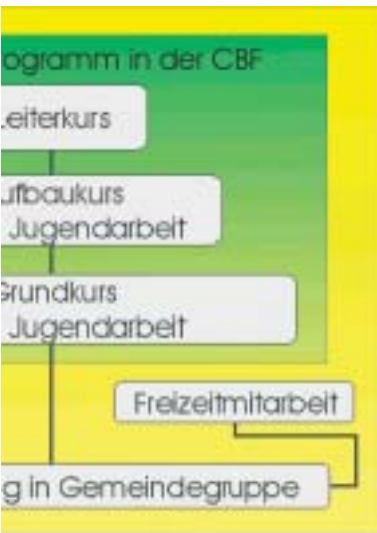 ogramm in der CBF
Leiterkurs
ufbaukurs
Jugendarbeit
Grundkurs
Jugendarbeit
Freizeitmitarbeit
g in Gemeindegruppe